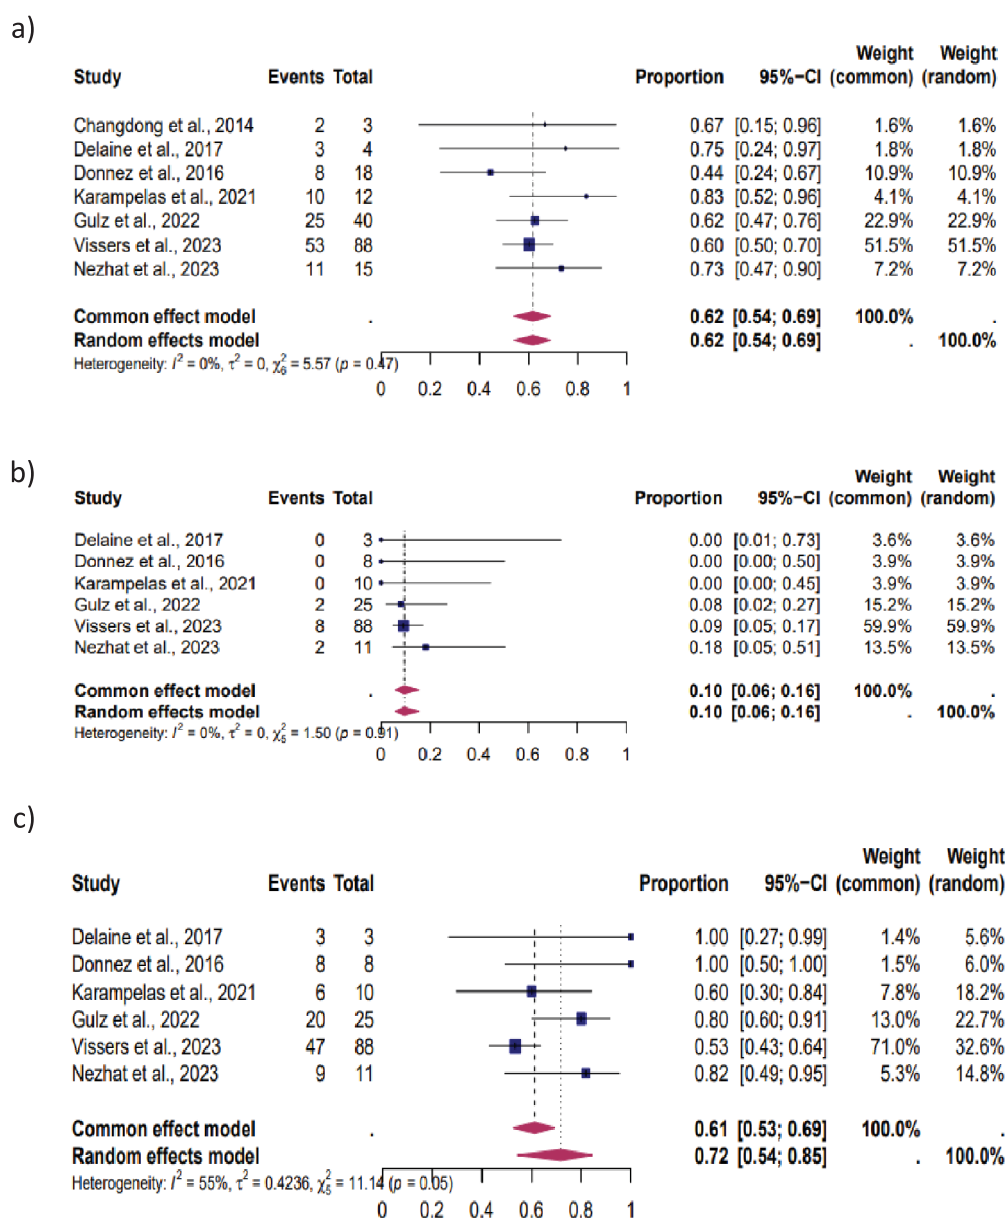 a)
Weight Weight
Study Events Total Proportion 95%−CI (common) (random)
Changdong et al., 2014 2 3 0.67 [0.15; 0.96] 1.6% 1.6%
Delaine et al., 2017 3 4 0.75 [0.24; 0.97] 1.8% 1.8%
Donnez et al., 2016 8 18 0.44 [0.24; 0.67] 10.9% 10.9%
Karampelas et al., 2021 10 12 0.83 [0.52; 0.96] 4.1% 4.1%
Gulz et al., 2022 25 40 0.62 [0.47; 0.76] 22.9% 22.9%
Vissers et al., 2023 53 88 0.60 [0.50; 0.70] 51.5% 51.5%
Nezhat et al., 2023 11 15 0.73 [0.47; 0.90] 7.2% 7.2%
Common effect model . 0.62 [0.54; 0.69] 100.0% .
Random effects model 0.62 [0.54; 0.69] . 100.0%
Heterogeneity: I² = 0%, τ² = 0, χ²₆ = 5.57 (p = 0.47)
0 0.2 0.4 0.6 0.8 1
b)
Weight Weight
Study Events Total Proportion 95%−CI (common) (random)
Delaine et al., 2017 0 3 0.00 [0.01; 0.73] 3.6% 3.6%
Donnez et al., 2016 0 8 0.00 [0.00; 0.50] 3.9% 3.9%
Karampelas et al., 2021 0 10 0.00 [0.00; 0.45] 3.9% 3.9%
Gulz et al., 2022 2 25 0.08 [0.02; 0.27] 15.2% 15.2%
Vissers et al., 2023 8 88 0.09 [0.05; 0.17] 59.9% 59.9%
Nezhat et al., 2023 2 11 0.18 [0.05; 0.51] 13.5% 13.5%
Common effect model . 0.10 [0.06; 0.16] 100.0% .
Random effects model 0.10 [0.06; 0.16] . 100.0%
Heterogeneity: I² = 0%, τ² = 0, χ²₅ = 1.50 (p = 0.91)
0 0.2 0.4 0.6 0.8 1
c)
Weight Weight
Study Events Total Proportion 95%−CI (common) (random)
Delaine et al., 2017 3 3 1.00 [0.27; 0.99] 1.4% 5.6%
Donnez et al., 2016 8 8 1.00 [0.50; 1.00] 1.5% 6.0%
Karampelas et al., 2021 6 10 0.60 [0.30; 0.84] 7.8% 18.2%
Gulz et al., 2022 20 25 0.80 [0.60; 0.91] 13.0% 22.7%
Vissers et al., 2023 47 88 0.53 [0.43; 0.64] 71.0% 32.6%
Nezhat et al., 2023 9 11 0.82 [0.49; 0.95] 5.3% 14.8%
Common effect model . 0.61 [0.53; 0.69] 100.0% .
Random effects model 0.72 [0.54; 0.85] . 100.0%
Heterogeneity: I² = 55%, τ² = 0.4236, χ²₅ = 11.14 (p = 0.05)
0 0.2 0.4 0.6 0.8 1